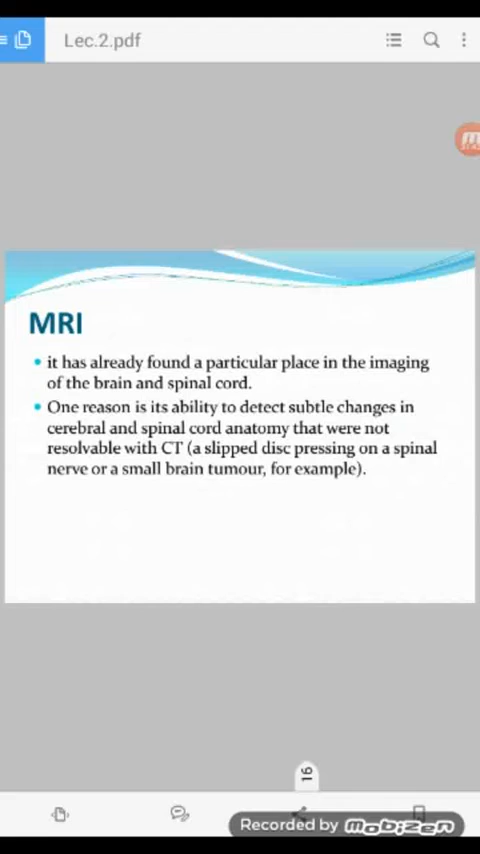 Lec.2.pdf
MRI
it has already found a particular place in the imaging
of the brain and spinal cord.
One reason is its ability to detect subtle changes in
cerebral and spinal cord anatomy that were not
resolvable with CT (a slipped disc pressing on a spinal
nerve or a small brain tumour, for example).
16
Recorded by mobizen